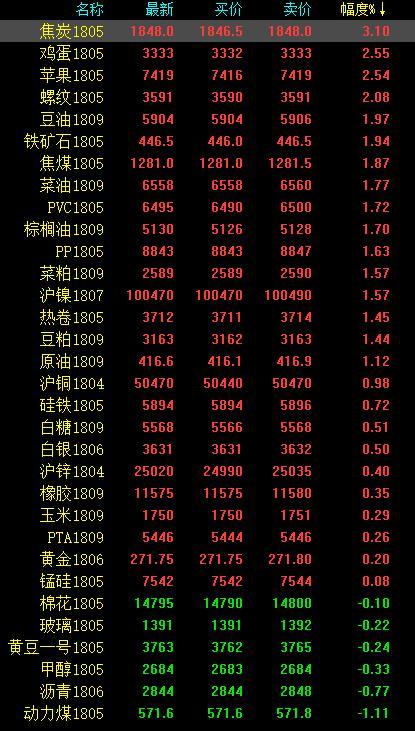 名称 最新 买价 卖价 幅度%↓
焦炭1805 1848.0 1846.5 1848.0 3.10
鸡蛋1805 3333 3332 3333 2.55
苹果1805 7419 7416 7419 2.54
螺纹1805 3591 3590 3591 2.08
豆油1809 5904 5904 5906 1.97
铁矿石1805 446.5 446.0 446.5 1.94
焦煤1805 1281.0 1281.0 1281.5 1.87
菜油1809 6558 6558 6560 1.77
PVC1805 6495 6490 6500 1.72
棕榈油1809 5130 5126 5128 1.70
PP1805 8843 8843 8847 1.63
菜粕1809 2589 2589 2590 1.57
沪镍1807 100470 100470 100490 1.57
热卷1805 3712 3711 3714 1.45
豆粕1809 3163 3162 3163 1.44
原油1809 416.6 416.1 416.9 1.12
沪铜1804 50470 50440 50470 0.98
硅铁1805 5894 5894 5896 0.72
白糖1809 5568 5566 5568 0.51
白银1806 3631 3631 3632 0.50
沪锌1804 25020 24990 25035 0.40
橡胶1809 11575 11575 11580 0.35
玉米1809 1750 1750 1751 0.29
PTA1809 5446 5444 5446 0.26
黄金1806 271.75 271.75 271.80 0.20
锰硅1805 7542 7542 7544 0.08
棉花1805 14795 14790 14800 -0.10
玻璃1805 1391 1391 1392 -0.22
黄豆一号1805 3763 3762 3765 -0.24
甲醇1805 2684 2683 2684 -0.33
沥青1806 2844 2844 2848 -0.77
动力煤1805 571.6 571.6 571.8 -1.11